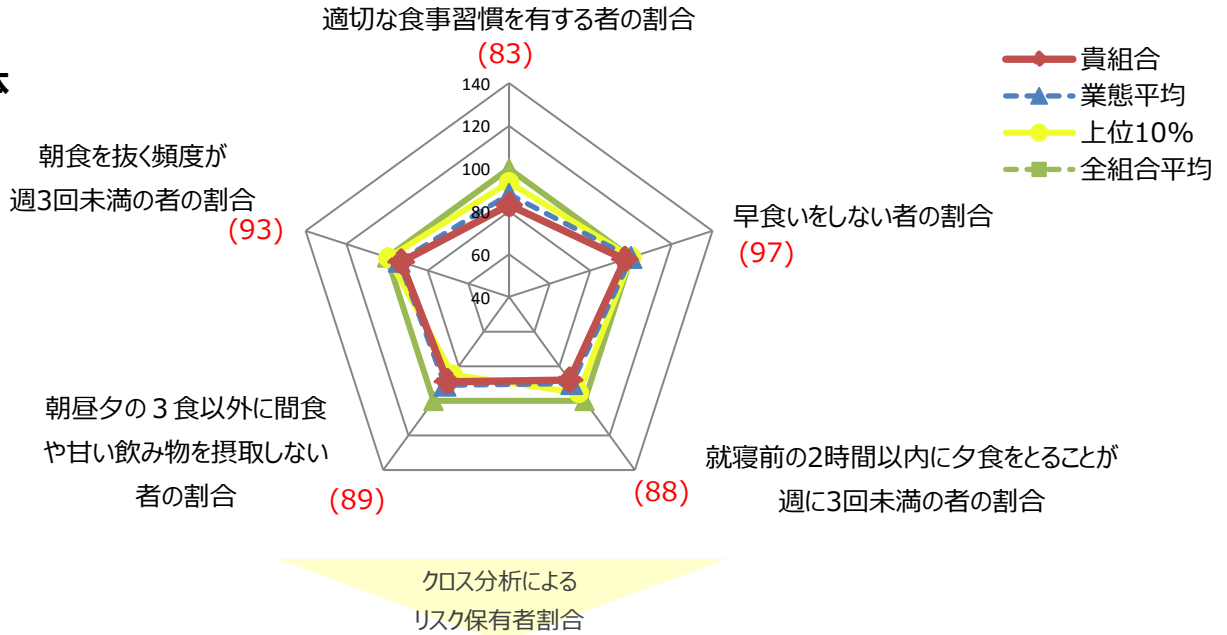 適切な食事習慣を有する者の割合
(83)
貴組合
業態平均
上位10%
全組合平均
140
120
100
80
60
40
朝食を抜く頻度が
週3回未満の者の割合
(93)
早食いをしない者の割合
(97)
朝昼夕の3食以外に間食
や甘い飲み物を摂取しない
者の割合
(89)
就寝前の2時間以内に夕食をとることが
週に3回未満の者の割合
(88)
クロス分析による
リスク保有者割合